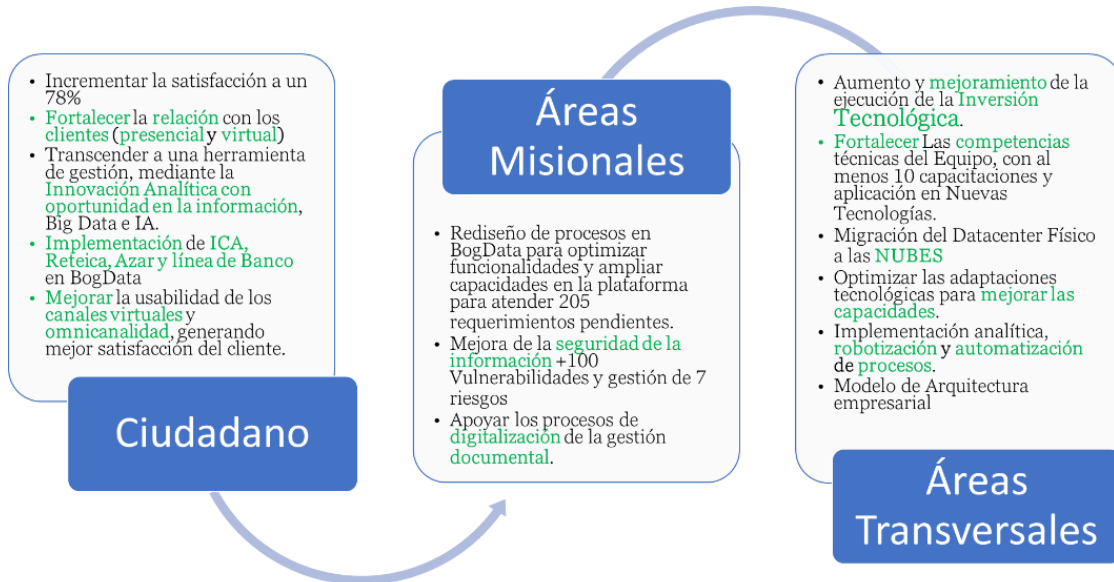 • Incrementar la satisfacción a un
78%
• Fortalecer la relación con los
clientes (presencial y virtual)
• Transcender a una herramienta
de gestión, mediante la
Innovación Analítica con
oportunidad en la información,
Big Data e IA.
• Implementación de ICA,
Reteica, Azar y línea de Banco
en BogData
• Mejorar la usabilidad de los
canales virtuales y
omnicanalidad, generando
mejor satisfacción del cliente.
Ciudadano
Áreas
Misionales
• Rediseño de procesos en
BogData para optimizar
funcionalidades y ampliar
capacidades en la plataforma
para atender 205
requerimientos pendientes.
• Mejora de la seguridad de la
información +100
Vulnerabilidades y gestión de 7
riesgos
• Apoyar los procesos de
digitalización de la gestión
documental.
• Aumento y mejoramiento de la
ejecución de la Inversión
Tecnológica.
• Fortalecer Las competencias
técnicas del Equipo, con al
menos 10 capacitaciones y
aplicación en Nuevas
Tecnologías.
• Migración del Datacenter Físico
a las NUBES
• Optimizar las adaptaciones
tecnológicas para mejorar las
capacidades.
• Implementación analítica,
robotización y automatización
de procesos.
• Modelo de Arquitectura
empresarial
Áreas
Transversales